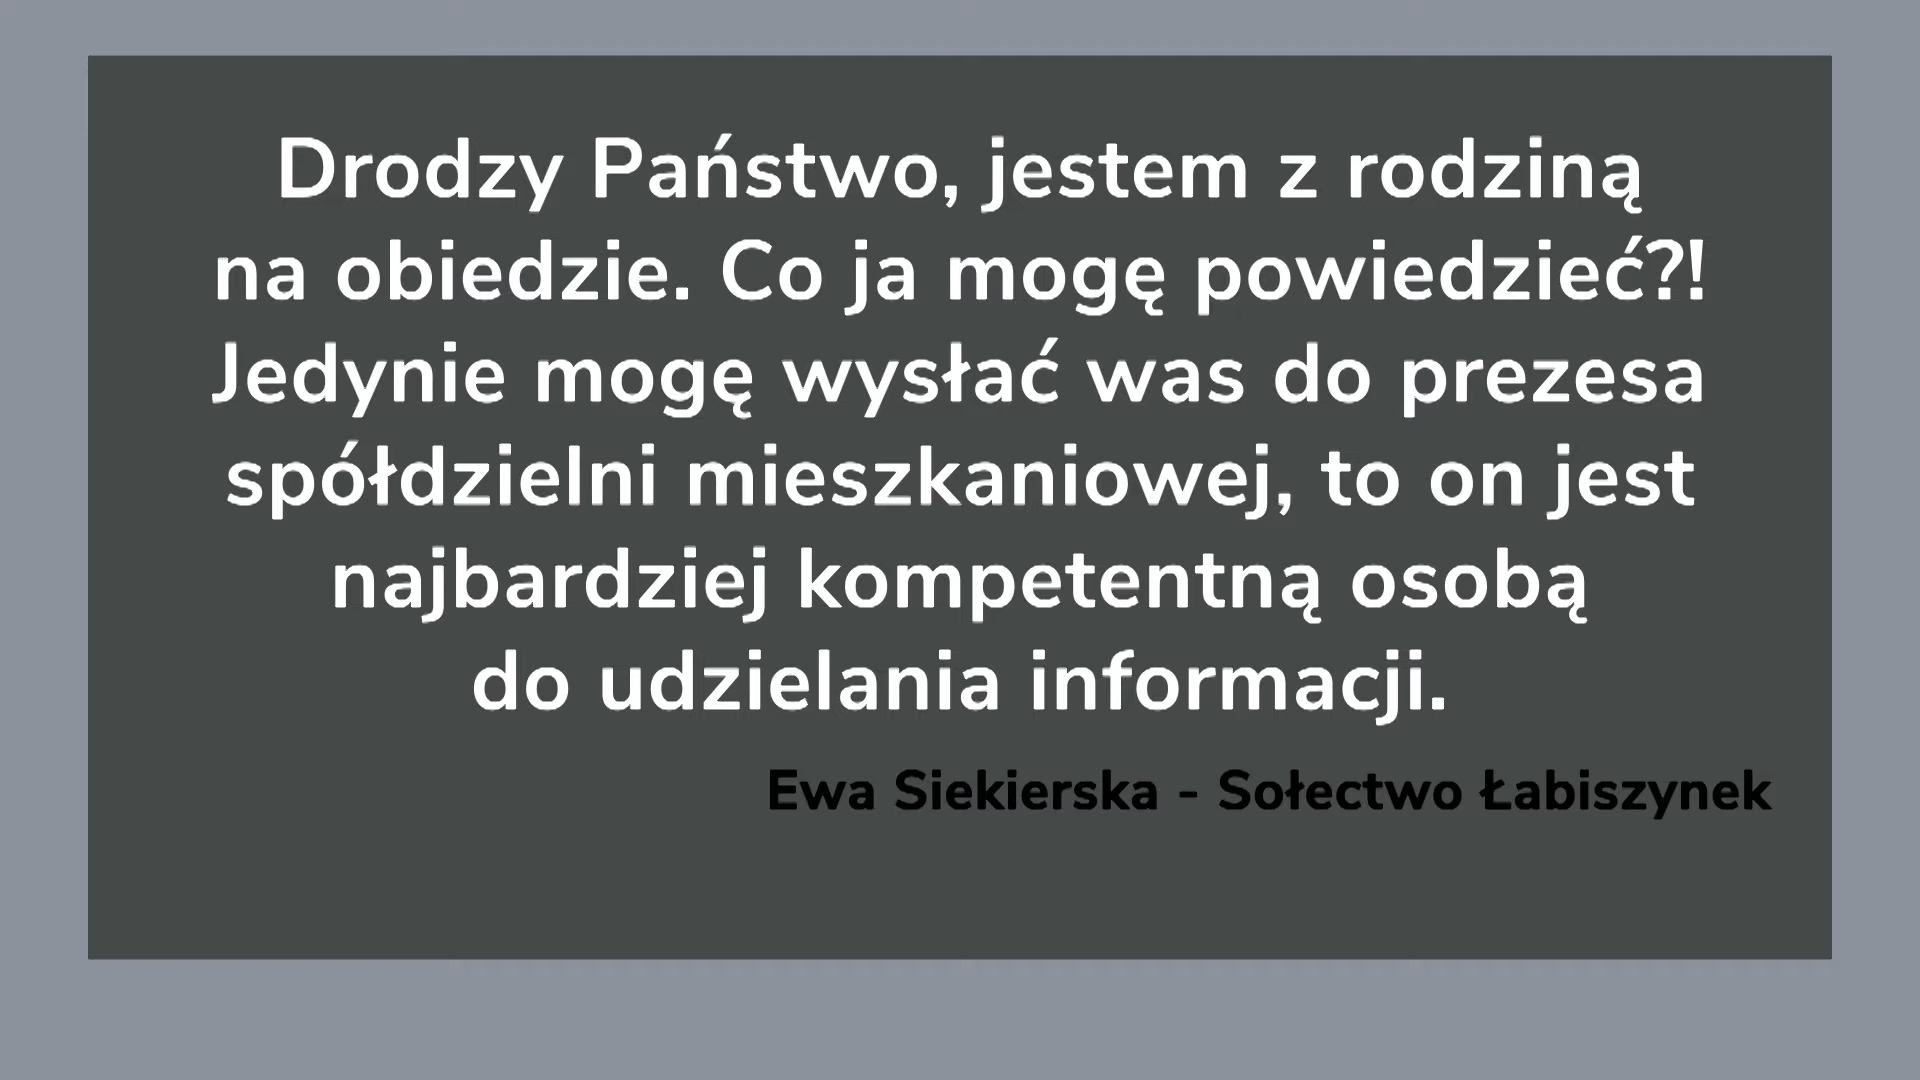 Drodzy Państwo, jestem z rodziną
na obiedzie. Co ja mogę powiedzieć?!
Jedynie mogę wysłać was do prezesa
spółdzielni mieszkaniowej, to on jest
najbardziej kompetentną osobą
do udzielania informacji.
Ewa Siekierska - Sołectwo Łabiszynek